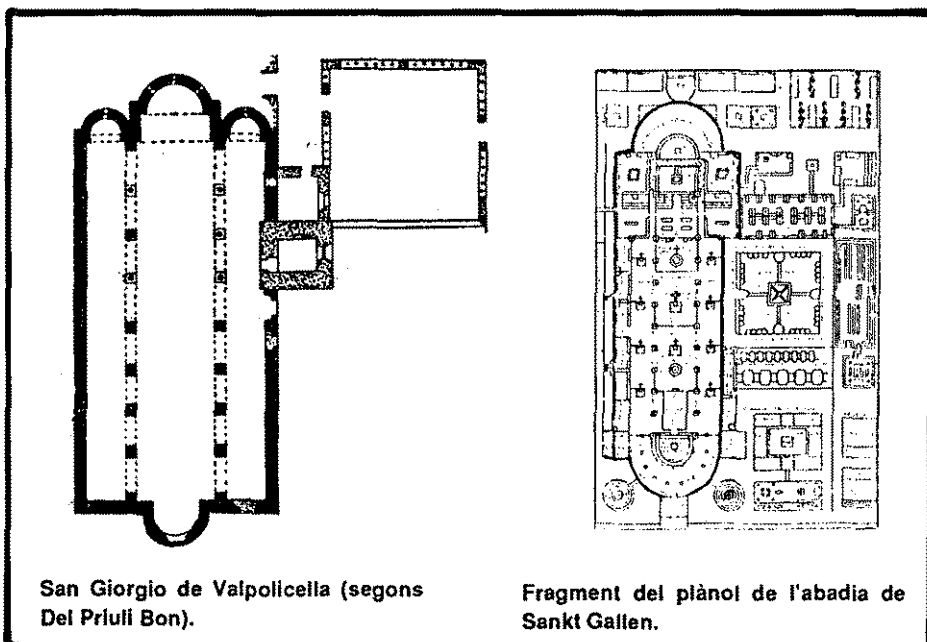 San Giorgio de Valpolicella (segons
Del Priuli Bon).
Fragment del plànol de l'abadia de
Sankt Gallen.